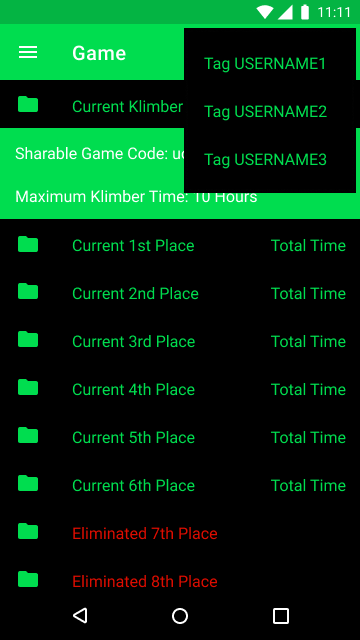 11:11
Game
Tag USERNAME1
Current Klimber
Tag USERNAME2
Sharable Game Code:
Tag USERNAME3
Maximum Klimber Time: 10 Hours
Current 1st Place Total Time
Current 2nd Place Total Time
Current 3rd Place Total Time
Current 4th Place Total Time
Current 5th Place Total Time
Current 6th Place Total Time
Eliminated 7th Place
Eliminated 8th Place